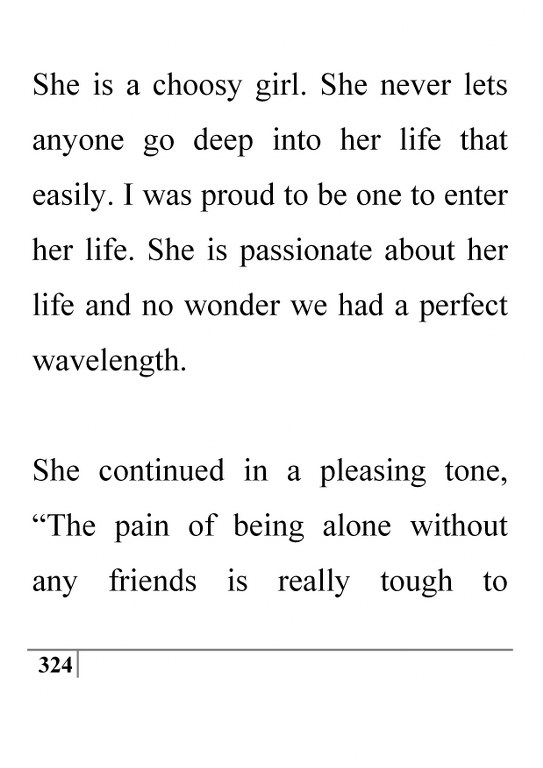 She is a choosy girl. She never lets
anyone go deep into her life that
easily. I was proud to be one to enter
her life. She is passionate about her
life and no wonder we had a perfect
wavelength.
She continued in a pleasing tone,
“The pain of being alone without
any friends is really tough to
324